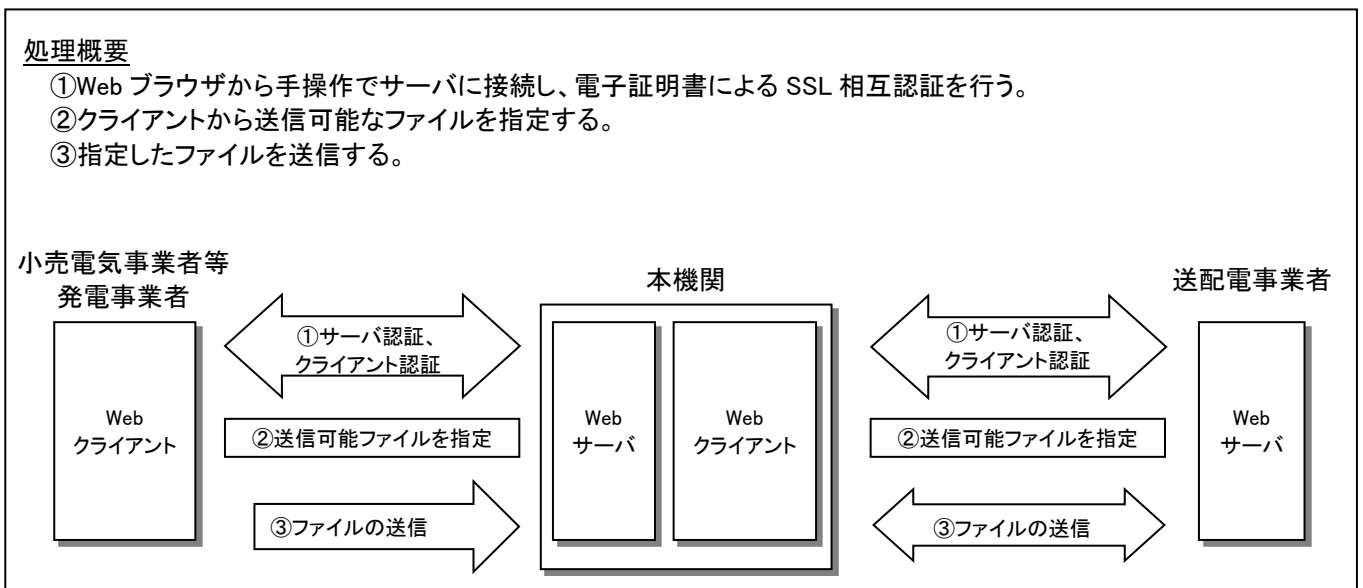 処理概要
①Web ブラウザから手操作でサーバに接続し、電子証明書による SSL 相互認証を行う。
②クライアントから送信可能なファイルを指定する。
③指定したファイルを送信する。
小売電気事業者等
発電事業者
本機関
送配電事業者
①サーバ認証、
クライアント認証
①サーバ認証、
クライアント認証
Web
クライアント
②送信可能ファイルを指定
Web
サーバ
Web
クライアント
②送信可能ファイルを指定
Web
サーバ
③ファイルの送信
③ファイルの送信